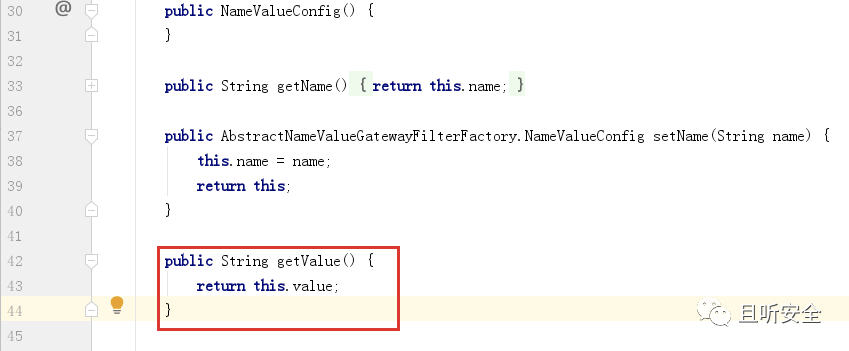 30 @ public NameValueConfig() {
31 }
32
33 public String getName() { return this.name; }
36
37 public AbstractNameValueGatewayFilterFactory.NameValueConfig setName(String name) {
38 this.name = name;
39 return this;
40 }
41
42 public String getValue() {
43 return this.value;
44 }
45
且听安全